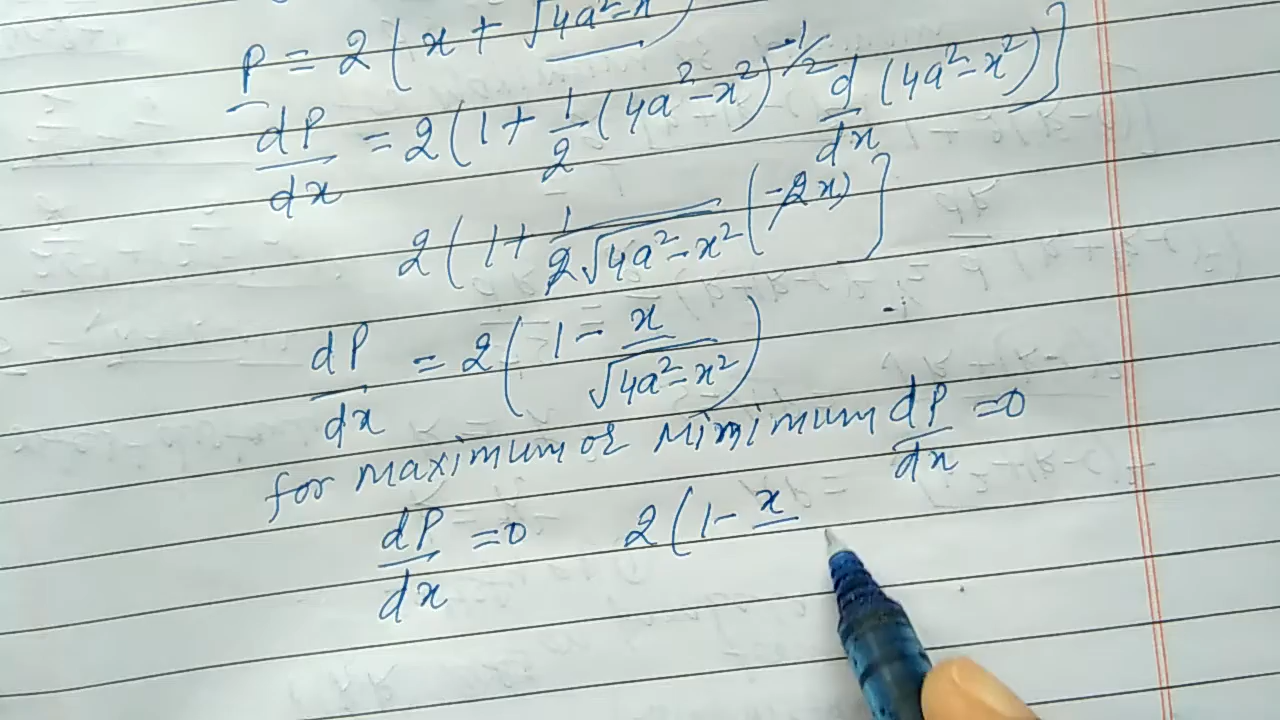 P = 2(x + √4a²-x²)
dP/dx = 2(1 + 1/2 (4a²-x²)^-1/2 d/dx (4a²-x²)]
2(1 + 1/2√4a²-x² (-2x)]
dP/dx = 2(1 - x/√4a²-x²)
for maximum or Minimum dP/dx =0
dP/dx =0 2(1- x